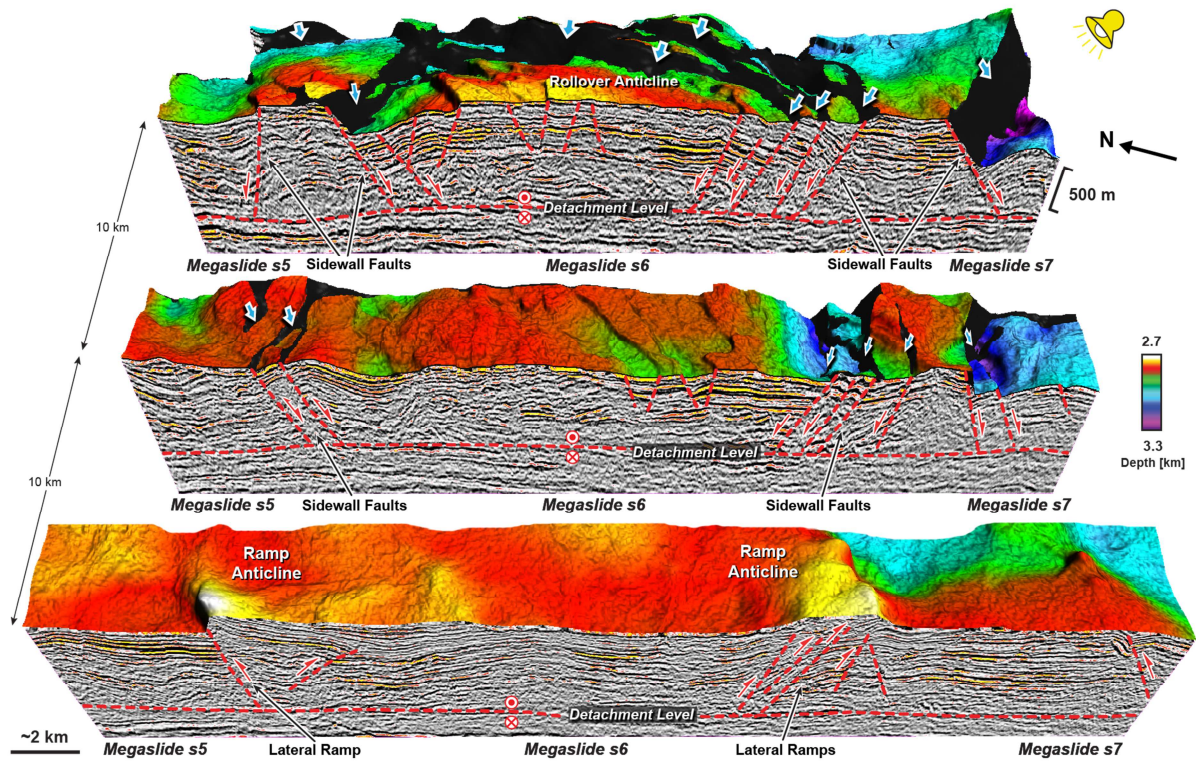 Rollover Anticline
N
500 m
Detachment Level
10 km
Megaslide s5
Sidewall Faults
Megaslide s6
Sidewall Faults
Megaslide s7
2.7
3.3
Depth [km]
Detachment Level
10 km
Megaslide s5
Sidewall Faults
Megaslide s6
Sidewall Faults
Megaslide s7
Ramp
Anticline
Ramp
Anticline
Detachment Level
~2 km
Megaslide s5
Lateral Ramp
Megaslide s6
Lateral Ramps
Megaslide s7